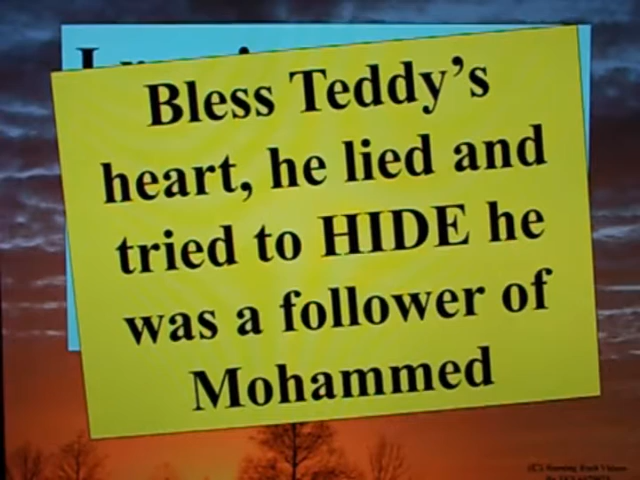 Bless Teddy's
heart, he lied and
tried to HIDE he
was a follower of
Mohammed